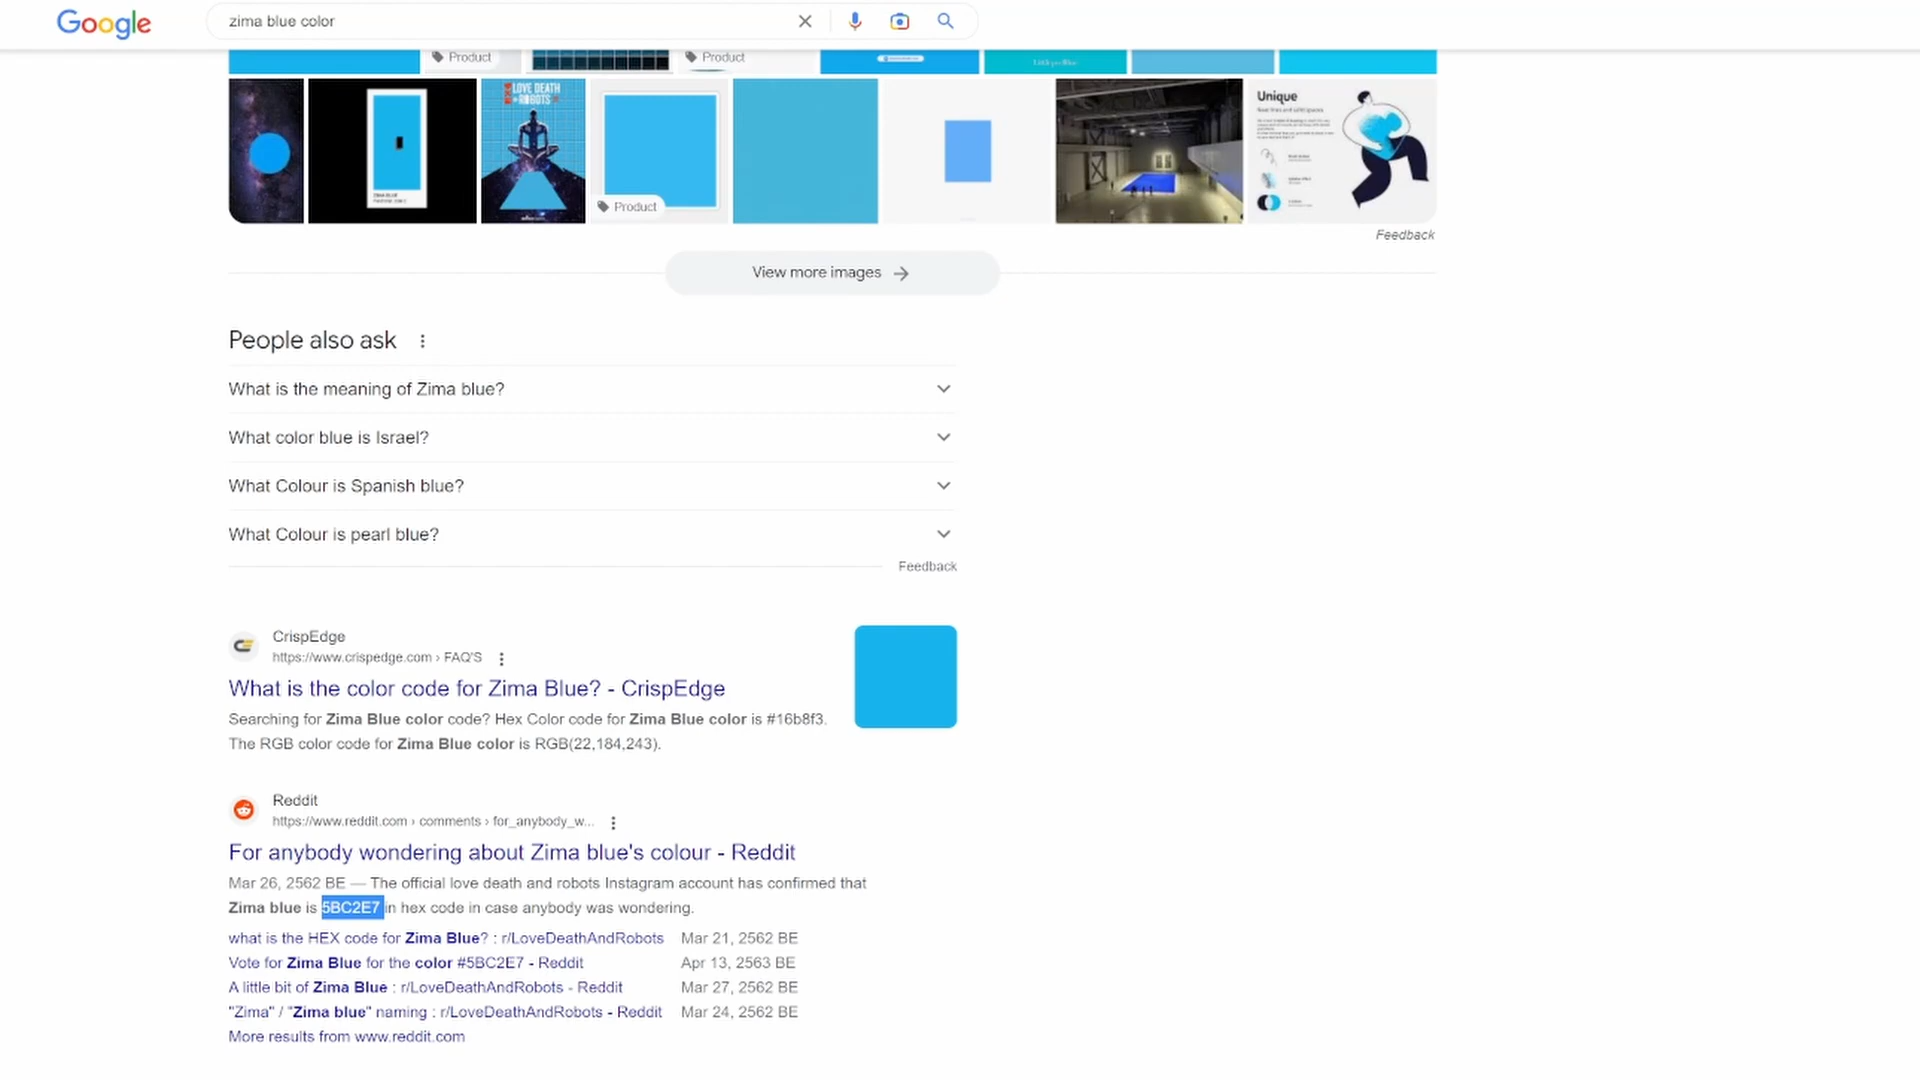 Google
zima blue color
Product
Product
LOVE DEATH
ROBOTS
ZIMA BLUE
Product
Unique
Feedback
View more images
People also ask
What is the meaning of Zima blue?
What color blue is Israel?
What Colour is Spanish blue?
What Colour is pearl blue?
Feedback
CrispEdge
https://www.crispedge.com › FAQ'S
What is the color code for Zima Blue? - CrispEdge
Searching for Zima Blue color code? Hex Color code for Zima Blue color is #16b8f3.
The RGB color code for Zima Blue color is RGB(22,184,243).
Reddit
https://www.reddit.com › comments › for_anybody_w...
For anybody wondering about Zima blue's colour - Reddit
Mar 26, 2562 BE — The official love death and robots Instagram account has confirmed that
Zima blue is 5BC2E7 in hex code in case anybody was wondering.
what is the HEX code for Zima Blue? : r/LoveDeathAndRobots Mar 21, 2562 BE
Vote for Zima Blue for the color #5BC2E7 - Reddit Apr 13, 2563 BE
A little bit of Zima Blue : r/LoveDeathAndRobots - Reddit Mar 27, 2562 BE
"Zima" / "Zima blue" naming : r/LoveDeathAndRobots - Reddit Mar 24, 2562 BE
More results from www.reddit.com